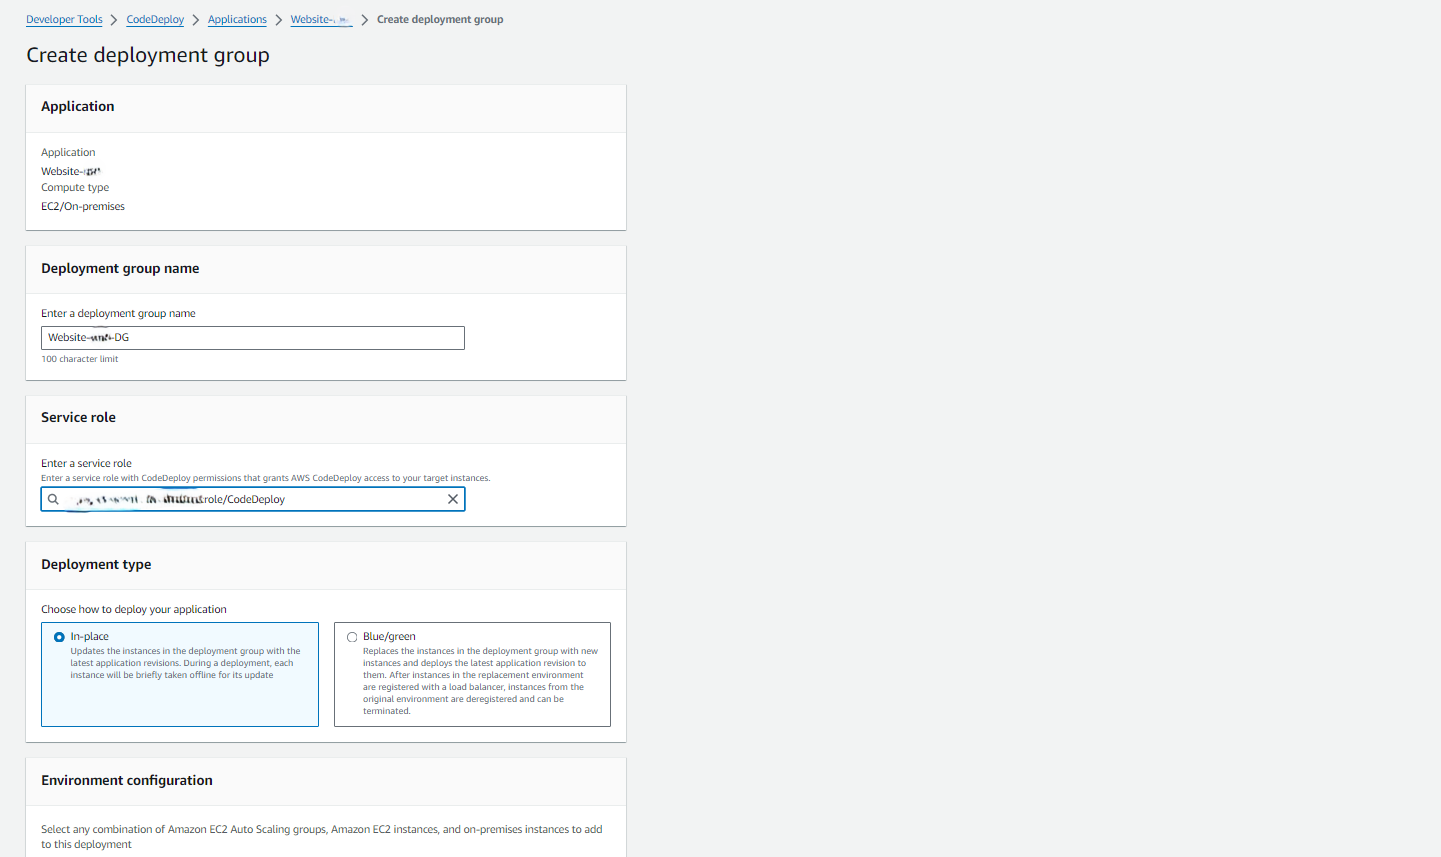 Developer Tools > CodeDeploy > Applications > Website- > Create deployment group
Create deployment group
Application
Application
Website-
Compute type
EC2/On-premises
Deployment group name
Enter a deployment group name
Website- -DG
100 character limit
Service role
Enter a service role
Enter a service role with CodeDeploy permissions that grants AWS CodeDeploy access to your target instances.
role/CodeDeploy
Deployment type
Choose how to deploy your application
In-place
Updates the instances in the deployment group with the
latest application revisions. During a deployment, each
instance will be briefly taken offline for its update
Blue/green
Replaces the instances in the deployment group with new
instances and deploys the latest application revision to
them. After instances in the replacement environment
are registered with a load balancer, instances from the
original environment are deregistered and can be
terminated.
Environment configuration
Select any combination of Amazon EC2 Auto Scaling groups, Amazon EC2 instances, and on-premises instances to add
to this deployment